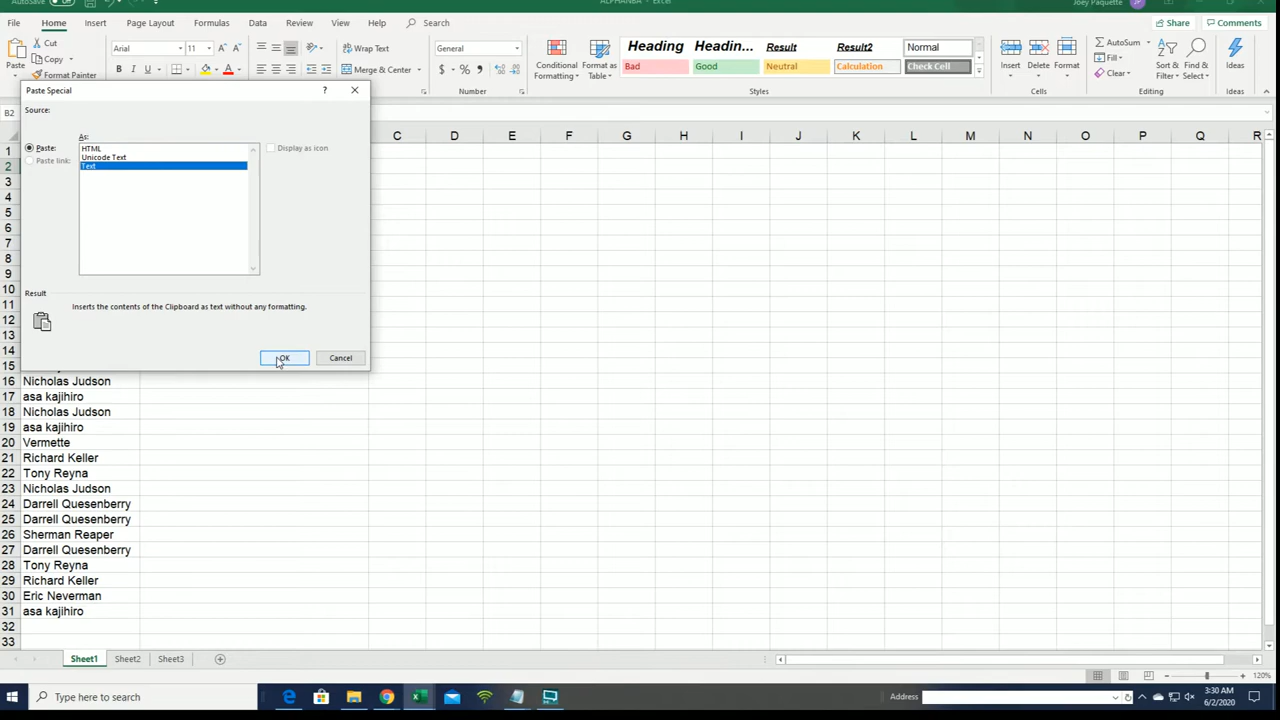 AutoSave
ALPHANBA - Excel
Joey Paquette
JP
File Home Insert Page Layout Formulas Data Review View Help Search
Share Comments
Paste
Cut
Copy
Format Painter
Arial 11 A A
B I U
Wrap Text
Merge & Center
General
$ % ,
Number
Conditional Formatting
Format as Table
Heading Headin... Result Result2 Normal
Bad Good Neutral Calculation Check Cell
Styles
Insert Delete Format
Cells
AutoSum
Fill
Clear
Sort & Filter
Find & Select
Editing
Ideas
Ideas
B2
Paste Special ?
Source:
As:
Paste:
Paste link:
HTML
Unicode Text
Text
Display as icon
Result
Inserts the contents of the Clipboard as text without any formatting.
OK Cancel
C D E F G H I J K L M N O P Q R
1
2
3
4
5
6
7
8
9
10
11
12
13
14
15
16 Nicholas Judson
17 asa kajihiro
18 Nicholas Judson
19 asa kajihiro
20 Vermette
21 Richard Keller
22 Tony Reyna
23 Nicholas Judson
24 Darrell Quesenberry
25 Darrell Quesenberry
26 Sherman Reaper
27 Darrell Quesenberry
28 Tony Reyna
29 Richard Keller
30 Eric Neverman
31 asa kajihiro
32
33
Sheet1 Sheet2 Sheet3
120%
Type here to search
Address
3:30 AM
6/2/2020